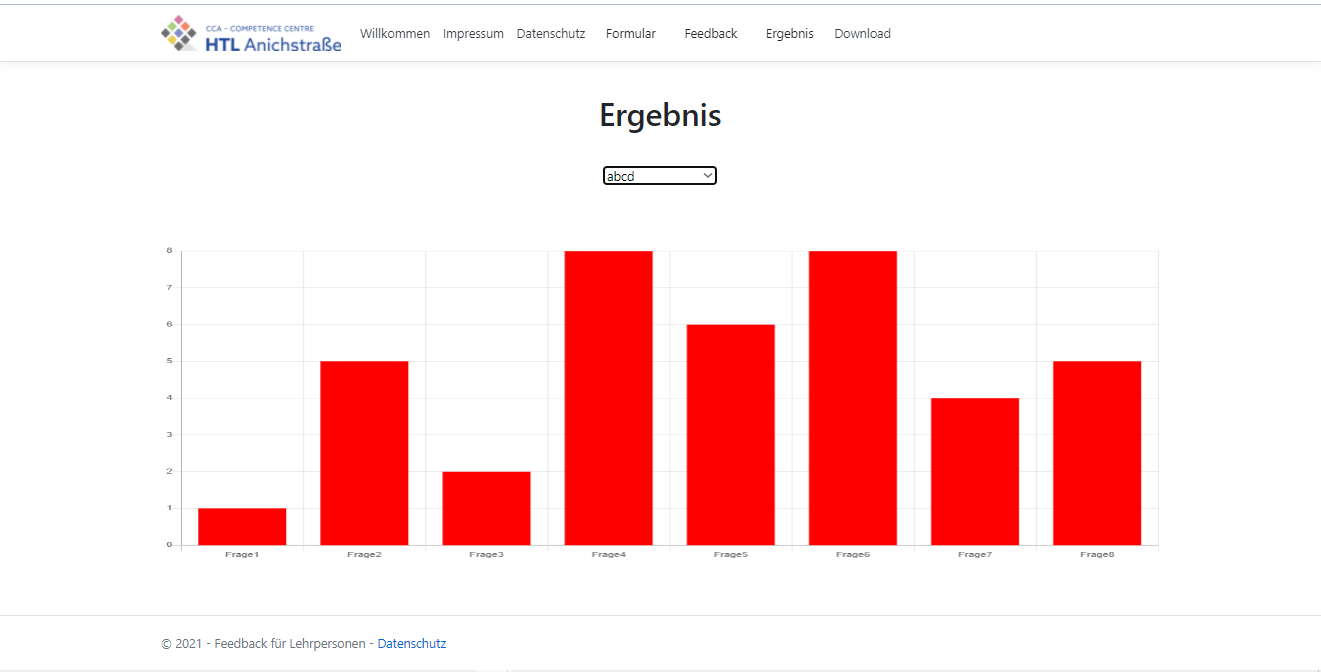 CCA - COMPETENCE CENTRE
HTL Anichstraße
Willkommen Impressum Datenschutz Formular Feedback Ergebnis Download
Ergebnis
abcd
8
7
6
5
4
3
2
1
0
Frage1 Frage2 Frage3 Frage4 Frage5 Frage6 Frage7 Frage8
© 2021 - Feedback für Lehrpersonen - Datenschutz